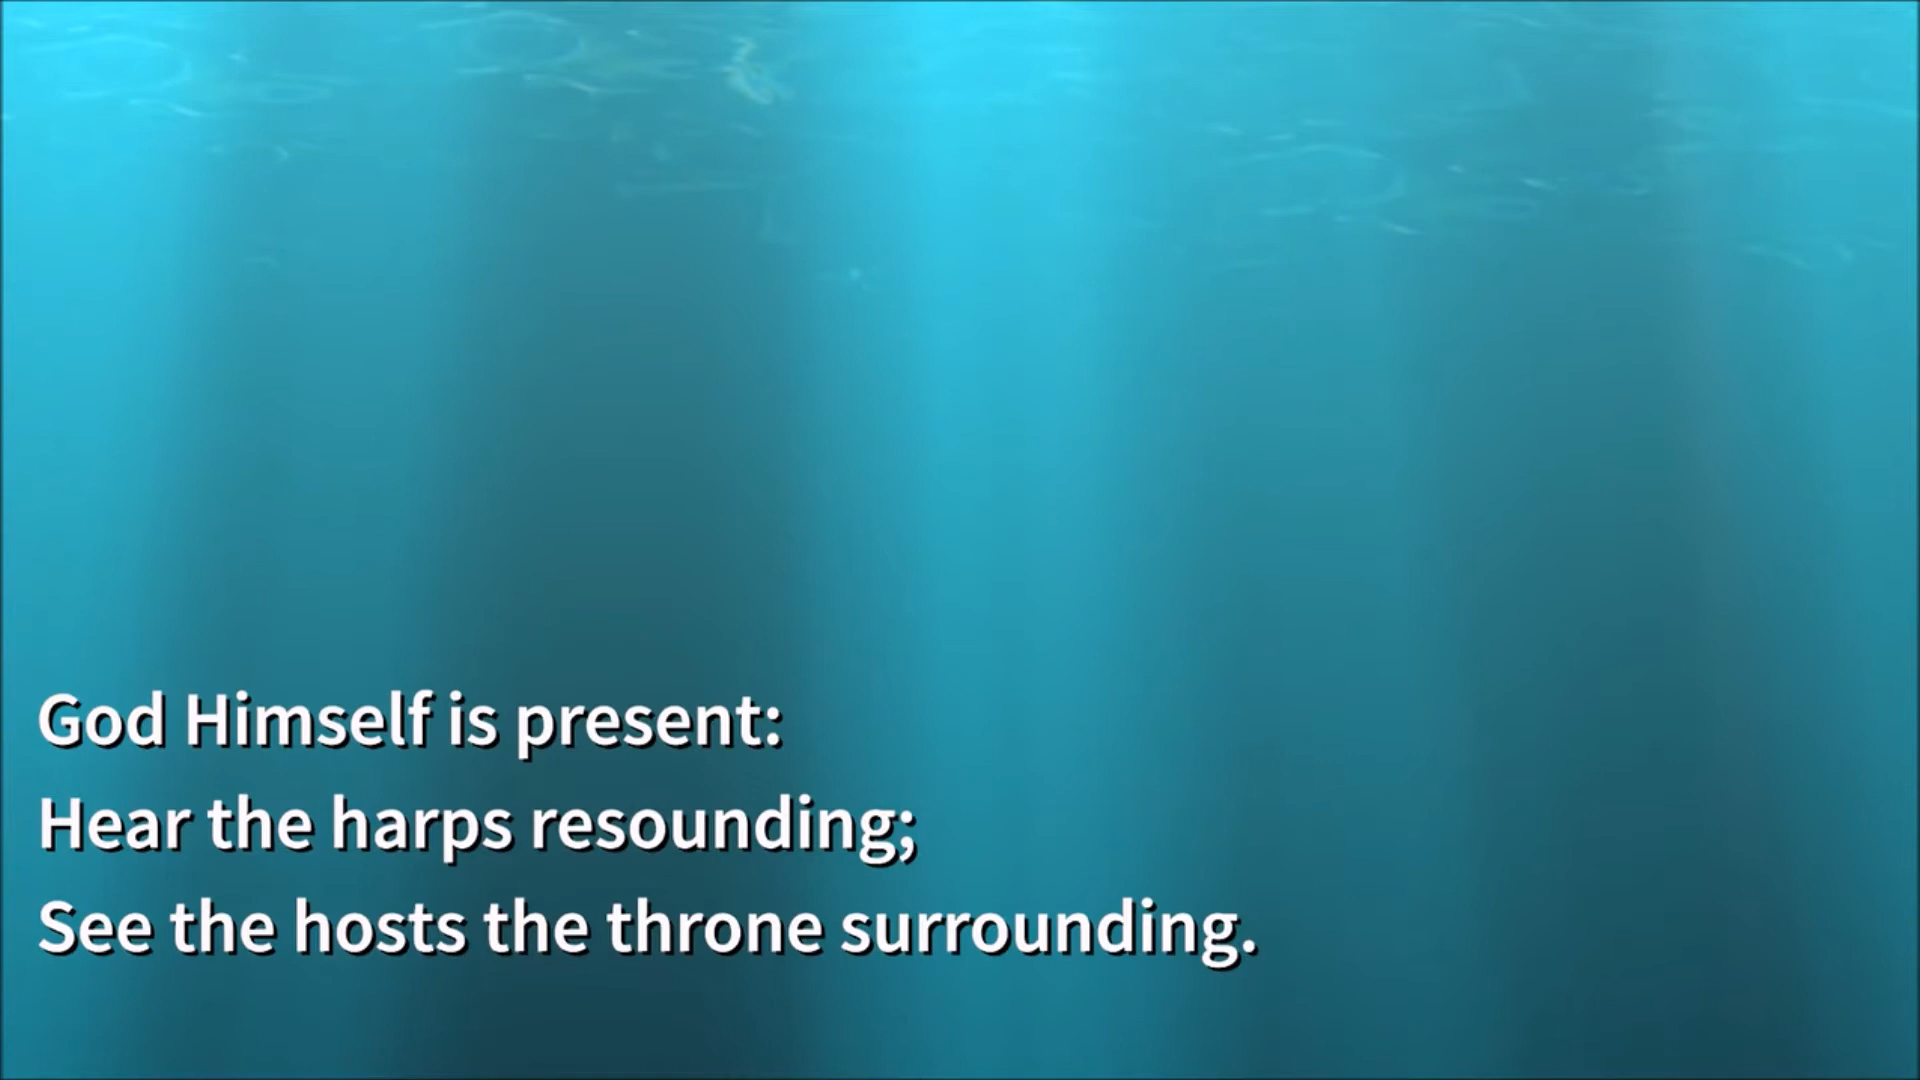 God Himself is present:
Hear the harps resounding;
See the hosts the throne surrounding.